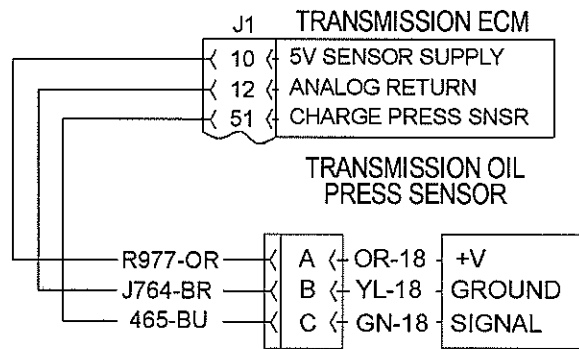 J1 TRANSMISSION ECM
10 5V SENSOR SUPPLY
12 ANALOG RETURN
51 CHARGE PRESS SNSR
TRANSMISSION OIL
PRESS SENSOR
R977-OR A OR-18 +V
J764-BR B YL-18 GROUND
465-BU C GN-18 SIGNAL